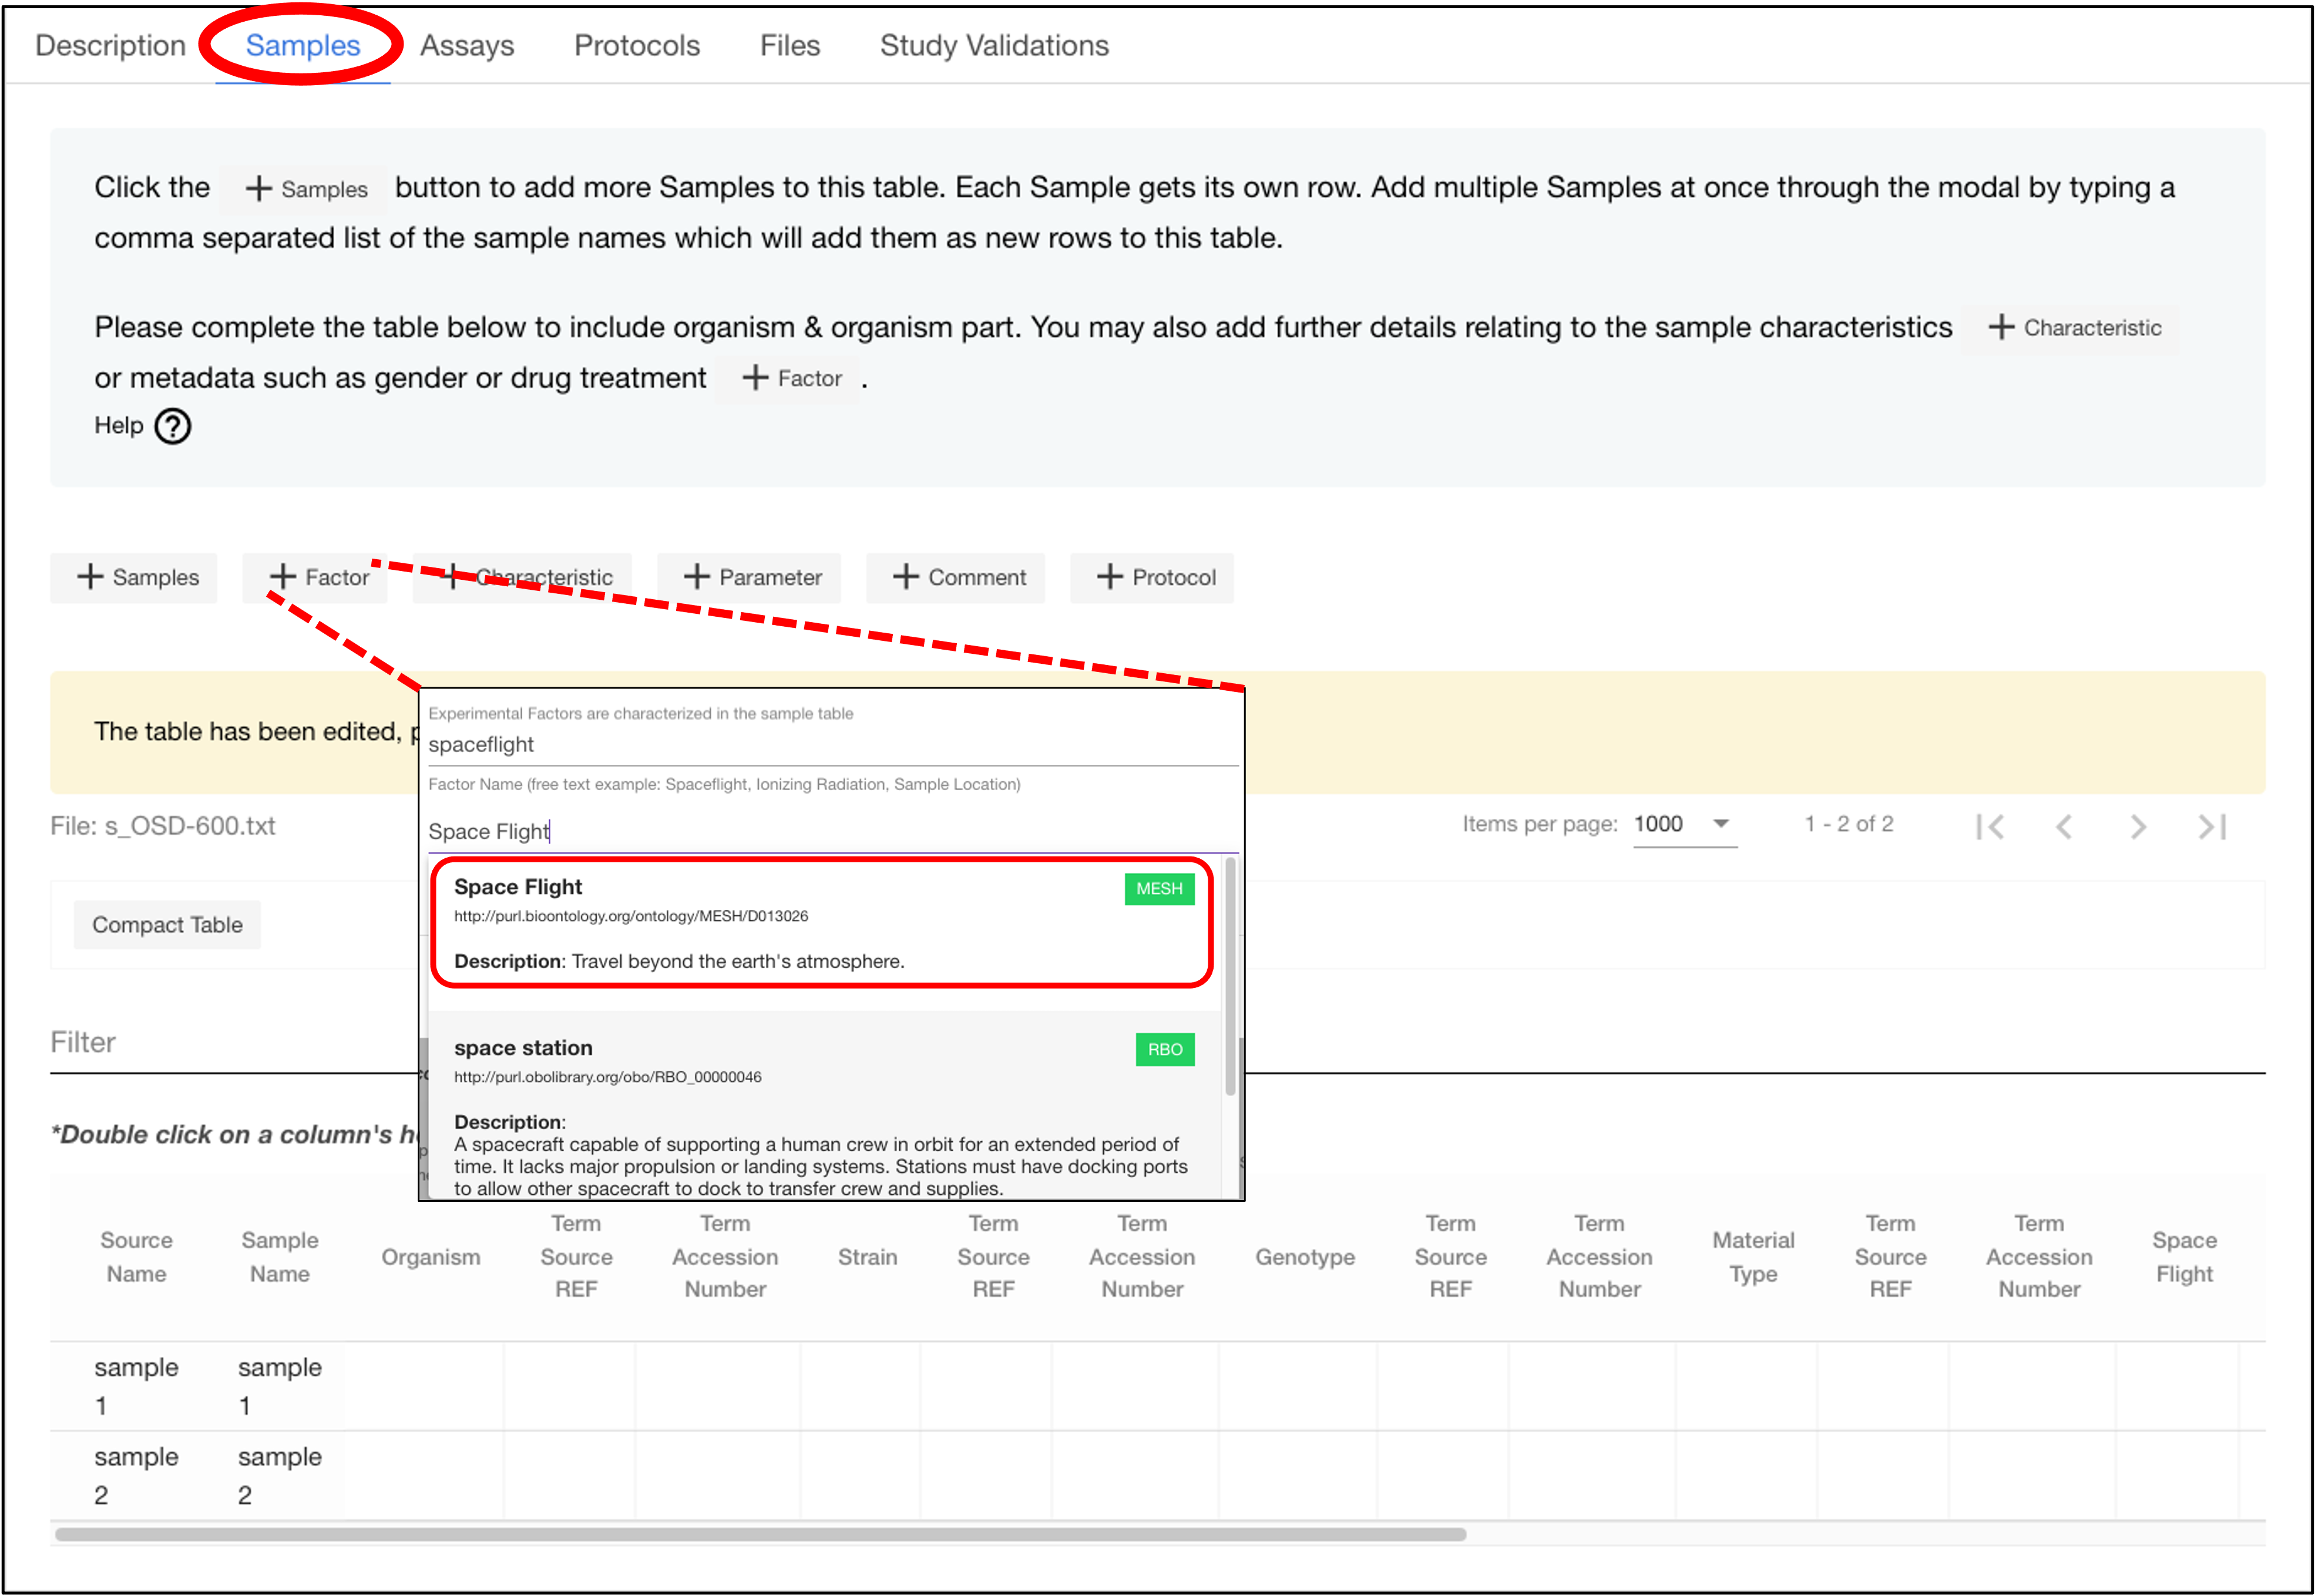 Description Samples Assays Protocols Files Study Validations
Click the + Samples button to add more Samples to this table. Each Sample gets its own row. Add multiple Samples at once through the modal by typing a
comma separated list of the sample names which will add them as new rows to this table.
Please complete the table below to include organism & organism part. You may also add further details relating to the sample characteristics + Characteristic
or metadata such as gender or drug treatment + Factor .
Help ?
+ Samples + Factor + Characteristic + Parameter + Comment + Protocol
The table has been edited,
Experimental Factors are characterized in the sample table
spaceflight
Factor Name (free text example: Spaceflight, Ionizing Radiation, Sample Location)
Space Flight
Space Flight MESH
http://purl.bioontology.org/ontology/MESH/D013026
Description: Travel beyond the earth's atmosphere.
space station RBO
http://purl.obolibrary.org/obo/RBO_00000046
Description:
A spacecraft capable of supporting a human crew in orbit for an extended period of
time. It lacks major propulsion or landing systems. Stations must have docking ports
to allow other spacecraft to dock to transfer crew and supplies.
File: s_OSD-600.txt Items per page: 1000 1 - 2 of 2
Compact Table
Filter
*Double click on a column's
Source Name Sample Name Organism Term Source REF Term Accession Number Strain Term Source REF Term Accession Number Genotype Term Source REF Term Accession Number Material Type Term Source REF Term Accession Number Space Flight
sample 1 sample 1
sample 2 sample 2